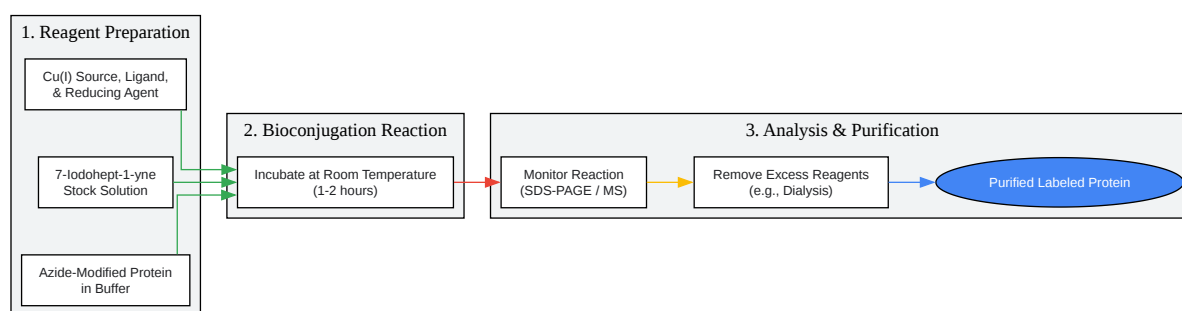 1. Reagent Preparation
Cu(I) Source, Ligand,
& Reducing Agent
7-Iodohept-1-yne
Stock Solution
Azide-Modified Protein
in Buffer
2. Bioconjugation Reaction
Incubate at Room Temperature
(1-2 hours)
3. Analysis & Purification
Monitor Reaction
(SDS-PAGE / MS)
Remove Excess Reagents
(e.g., Dialysis)
Purified Labeled Protein